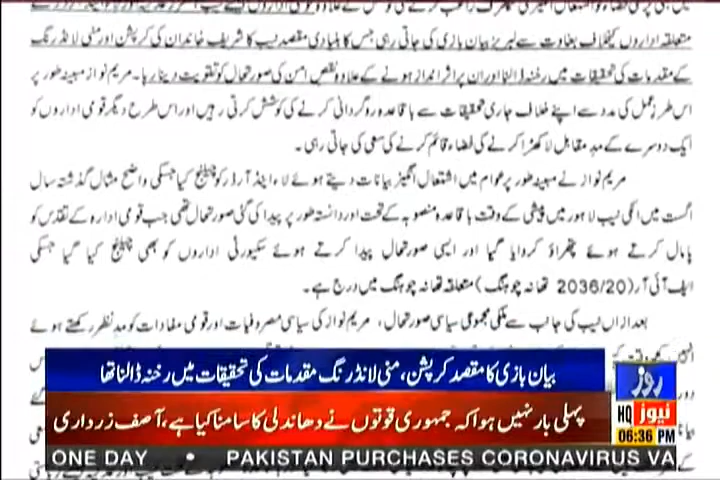 متعلقہ اداروں کیخلاف بغاوت سے لبریز بیان بازی کی جاتی رہی جس کا بنیادی مقصد نیب کا شریف خاندان کی کرپشن اور منی لانڈرنگ
کے مقدمات کی تحقیقات میں رخنہ ڈالنا اور ان پر اثر انداز ہونے کے علاوہ نقص امن کی صورتحال کو تقویت دینا رہا۔ مریم نواز مبینہ طور پر
اس طرز عمل کی مدد سے اپنے خلاف جاری تحقیقات سے باقاعدہ روگردانی کرنے کی کوشش کرتی رہیں اور اس طرح دیگر قومی اداروں کو
ایک دوسرے کے مد مقابل لا کھڑا کرنے کی فضاء قائم کرنے کی سعی کی جاتی رہی۔
مریم نواز نے مبینہ طور پر عوام میں اشتعال انگیز بیانات دیتے ہوئے لاء اینڈ آرڈر کو چیلنج کیا جسکی واضح مثال گذشتہ سال
اگست میں انکی نیب لاہور میں پیشی کے وقت باقاعدہ منصوبہ کے تحت اور دانستہ طور پر پیدا کی گئی صورتحال تھی جب قومی ادارہ کے تقدس کو
پامال کرتے ہوئے پتھراؤ کروایا گیا اور ایسی صورتحال پیدا کرتے ہوئے سکیورٹی اداروں کو بھی چیلنج کیا گیا جسکی
ایف آئی آر (2036/20 تھانہ چوہنگ) متعلقہ تھانہ چوہنگ میں درج ہے۔
بعد ازاں نیب کی جانب سے ملکی مجموعی سیاسی صورتحال، مریم نواز کی سیاسی مصروفیات اور قومی مفادات کو مد نظر رکھتے ہوئے
بیان بازی کا مقصد کرپشن، منی لانڈرنگ مقدمات کی تحقیقات میں رخنہ ڈالنا تھا
پہلی بار نہیں ہوا کہ جمہوری قوتوں نے دھاندلی کا سامنا کیا ہے، آصف زرداری
روز
HQ نیوز
06:36 PM
ONE DAY • PAKISTAN PURCHASES CORONAVIRUS VA